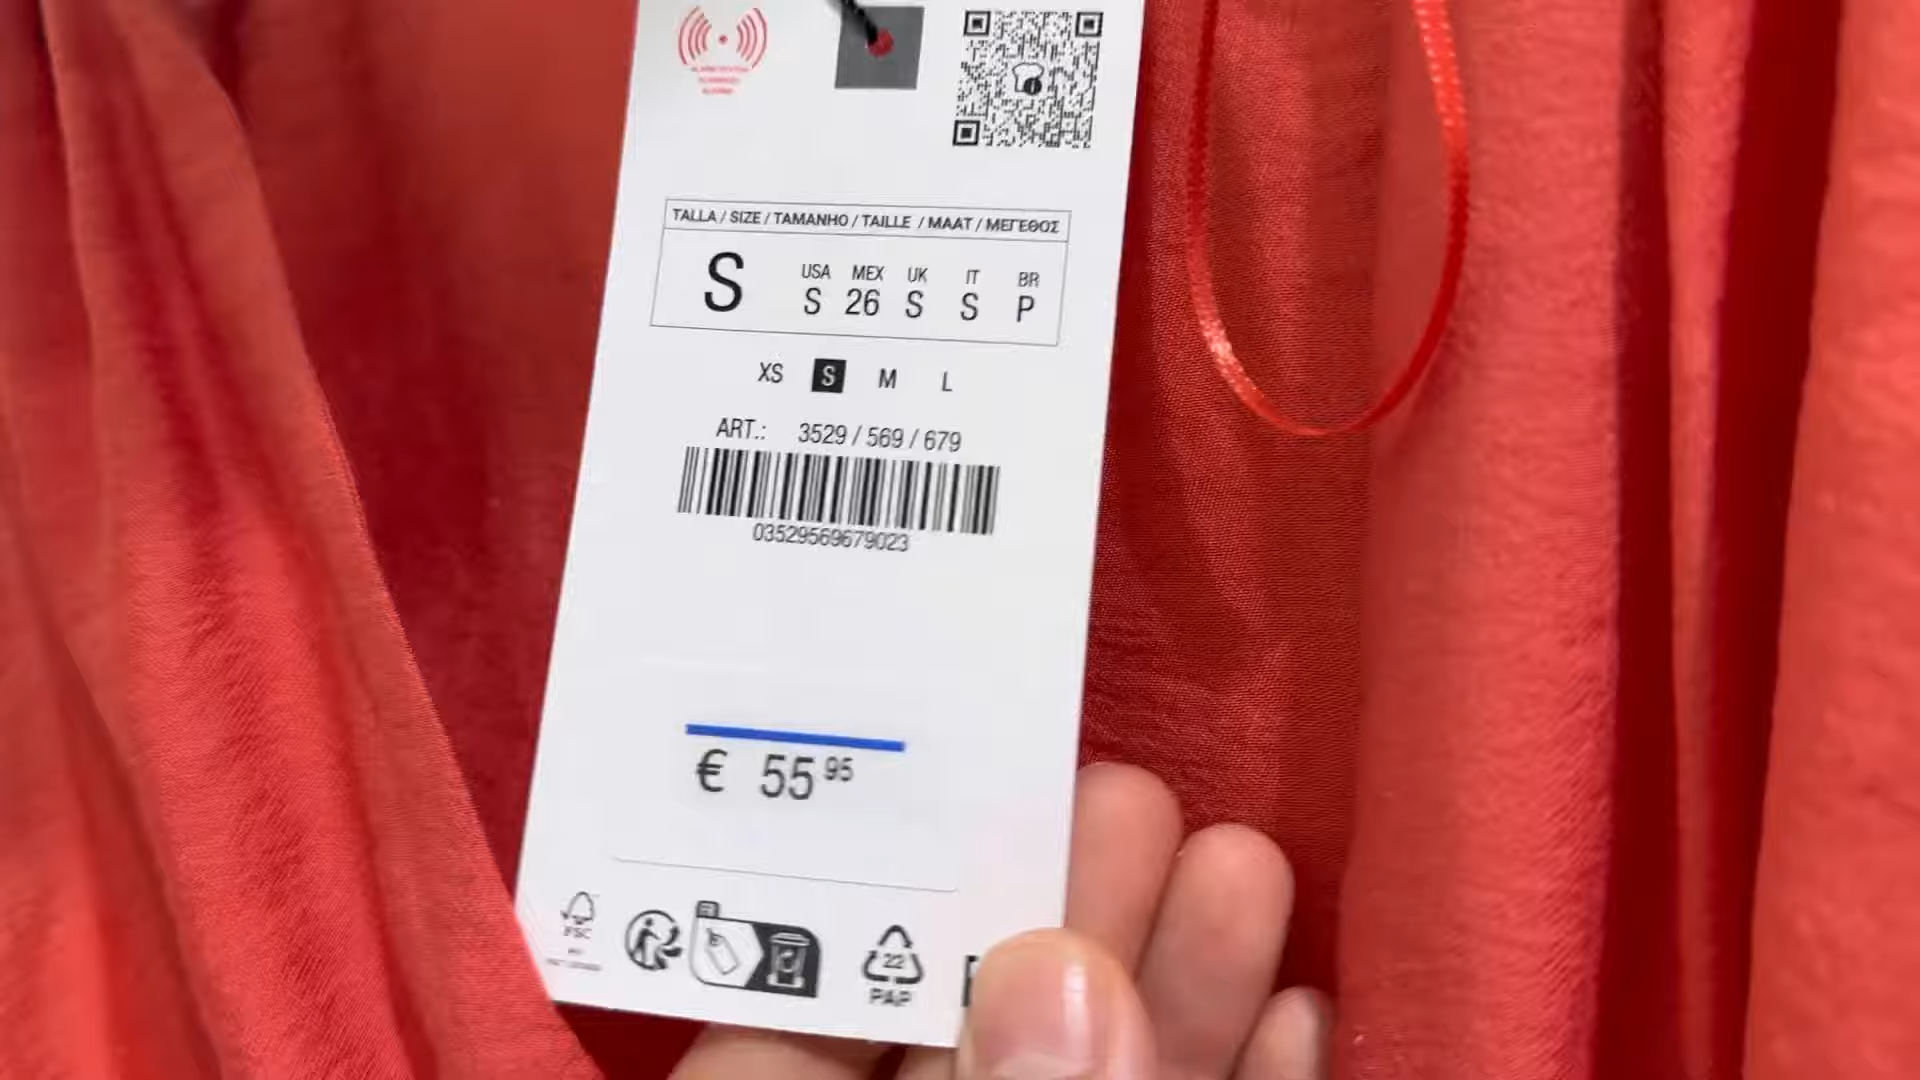 TALLA / SIZE / TAMANHO / TAILLE / MAAT / ΜΕΓΕΘΟΣ
S
USA MEX UK IT BR
S 26 S S P
XS S M L
ART.: 3529 / 569 / 679
03529569679023
€ 55 95
FSC
22
PAP